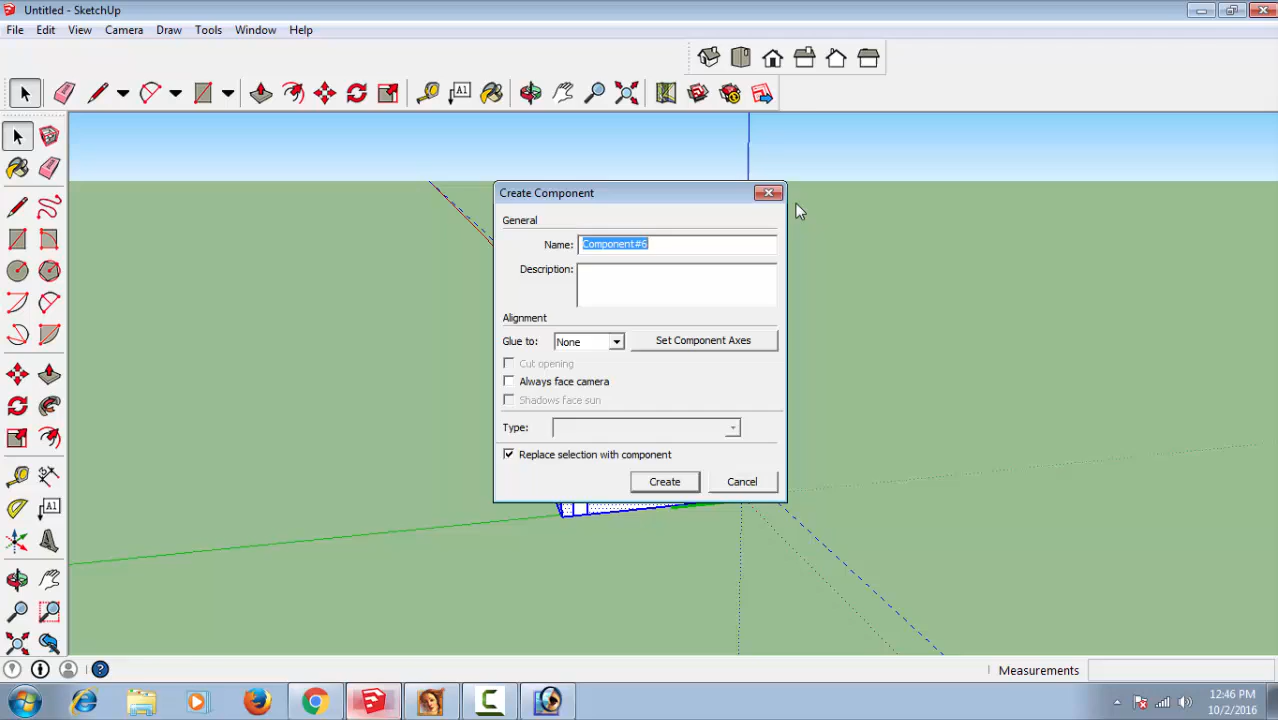 Untitled - SketchUp
File Edit View Camera Draw Tools Window Help
A1
Create Component
General
Name: Component#6
Description:
Alignment
Glue to: None Set Component Axes
Cut opening
Always face camera
Shadows face sun
Type:
Replace selection with component
Create Cancel
A1
Measurements
12:46 PM
10/2/2016